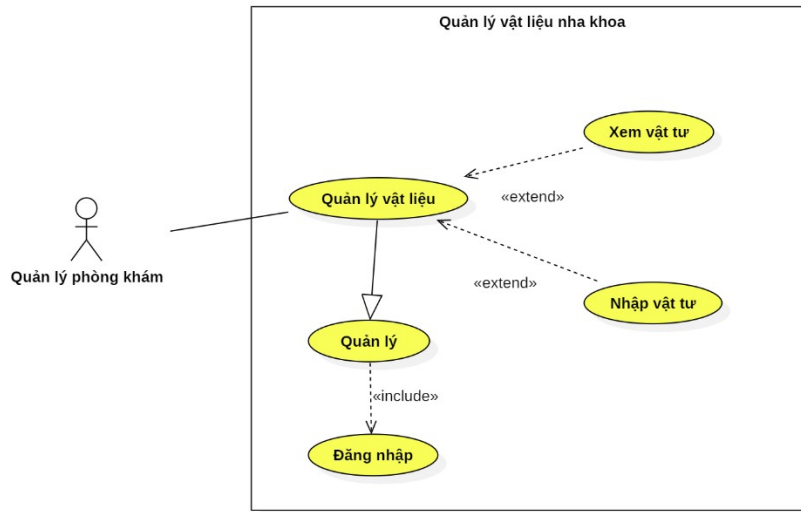 Quản lý vật liệu nha khoa
Xem vật tư
Quản lý vật liệu
«extend»
Quản lý phòng khám
«extend»
Nhập vật tư
Quản lý
«include»
Đăng nhập